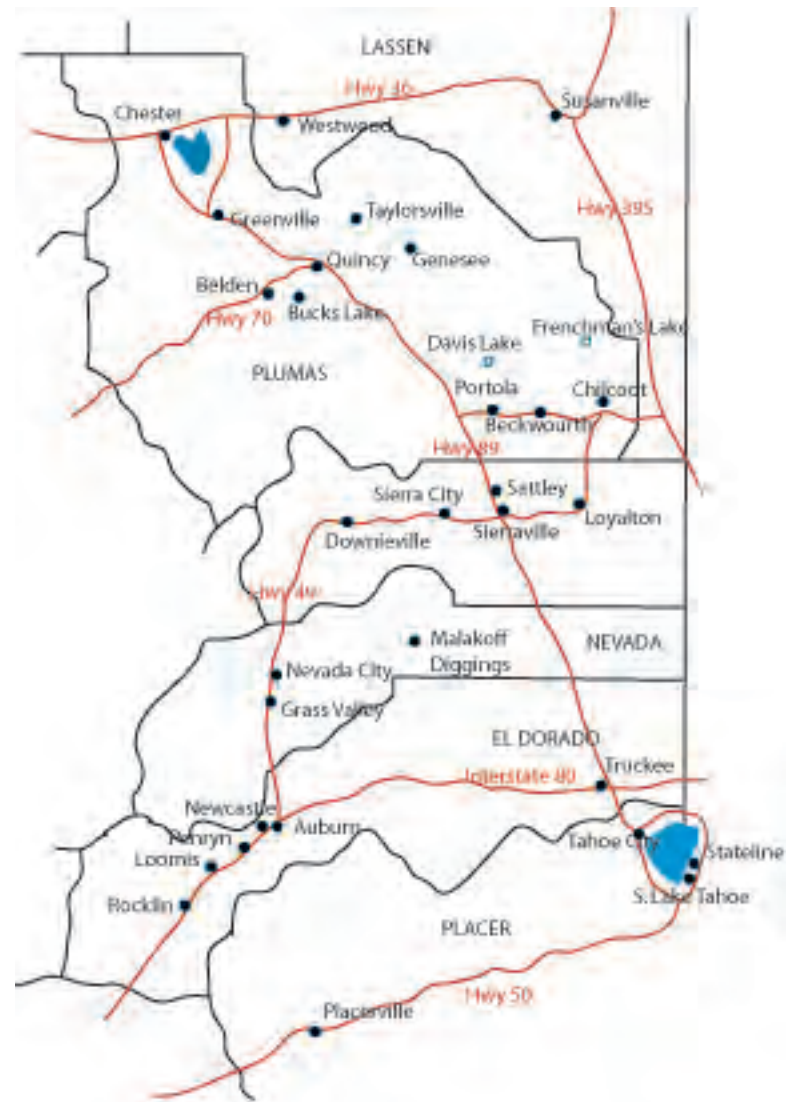 LASSEN
Hwy 36
Chester
Susanville
Westwood
Hwy 395
Taylorsville
Greenville
Quincy
Genesee
Belden
Bucks Lake
Hwy 70
Frenchman's Lake
Davis Lake
PLUMAS
Portola
Chilcoot
Beckwourth
Hwy 89
Sierra City
Sattley
Loyalton
Downieville
Sierraville
Hwy 49
Malakoff
Diggings
NEVADA
Nevada City
Grass Valley
EL DORADO
Truckee
Interstate 80
Newcastle
Auburn
Penryn
Tahoe City
Loomis
Stateline
S. Lake Tahoe
Rocklin
PLACER
Hwy 50
Placerville